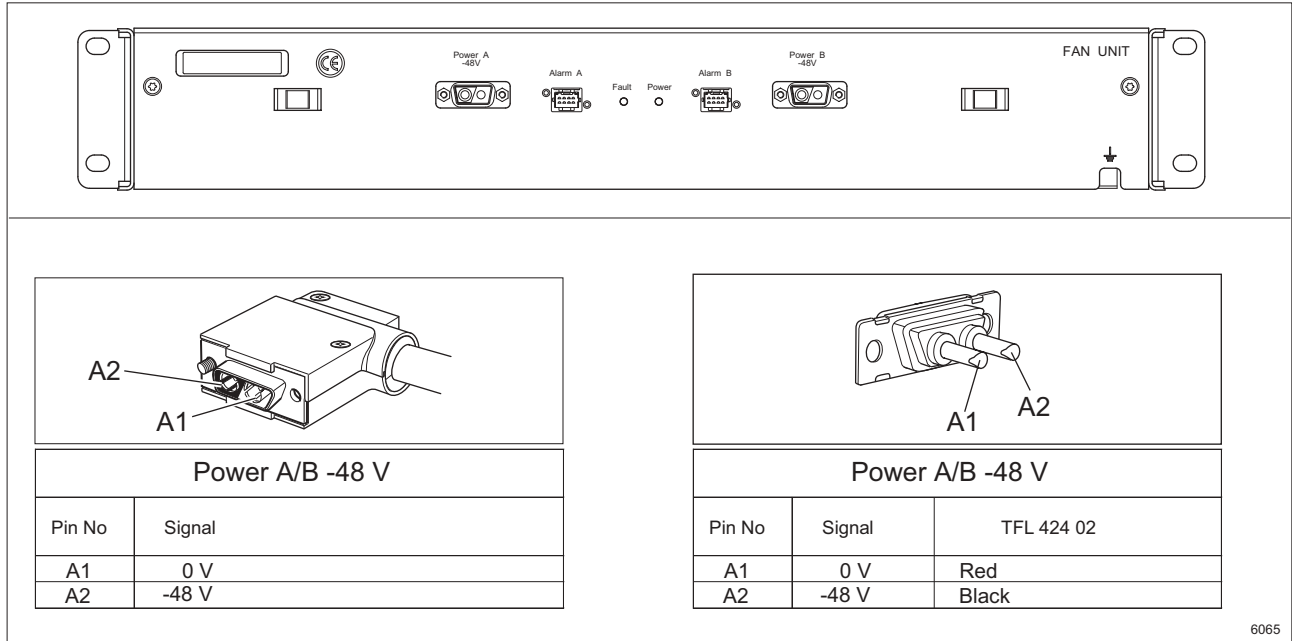 FAN UNIT
Power A
-48V
Power B
-48V
Alarm A
Fault
Power
Alarm B
CE
A2
A1
A1
A2
Power A/B -48 V
Pin No Signal
A1 0 V
A2 -48 V
Power A/B -48 V
Pin No Signal TFL 424 02
A1 0 V Red
A2 -48 V Black
6065